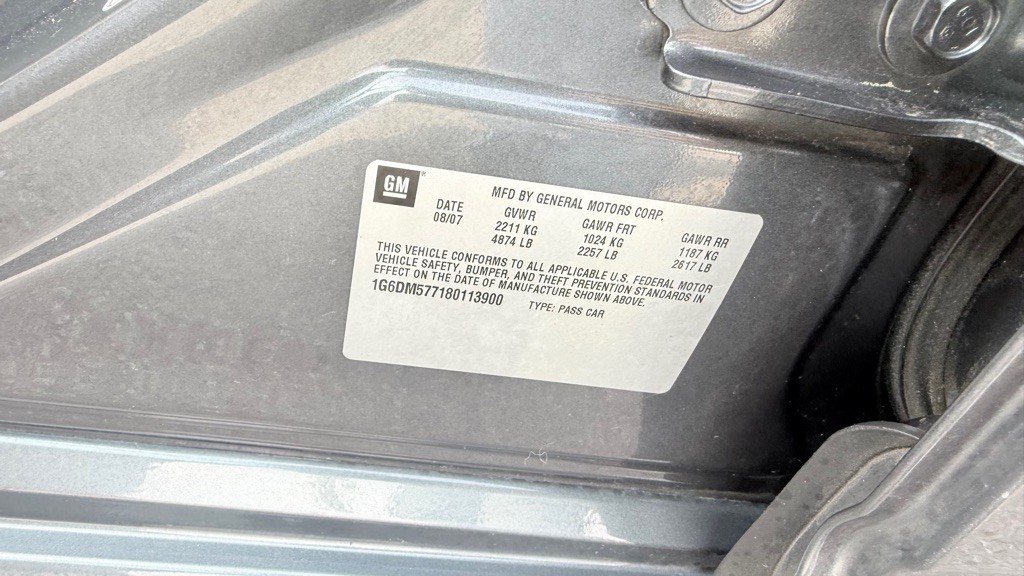 GM
MFD BY GENERAL MOTORS CORP.
DATE GVWR GAWR FRT GAWR RR
08/07 2211 KG 1024 KG 1187 KG
4874 LB 2257 LB 2617 LB
THIS VEHICLE CONFORMS TO ALL APPLICABLE U.S. FEDERAL MOTOR
VEHICLE SAFETY, BUMPER, AND THEFT PREVENTION STANDARDS IN
EFFECT ON THE DATE OF MANUFACTURE SHOWN ABOVE.
1G6DM577180113900 TYPE: PASS CAR